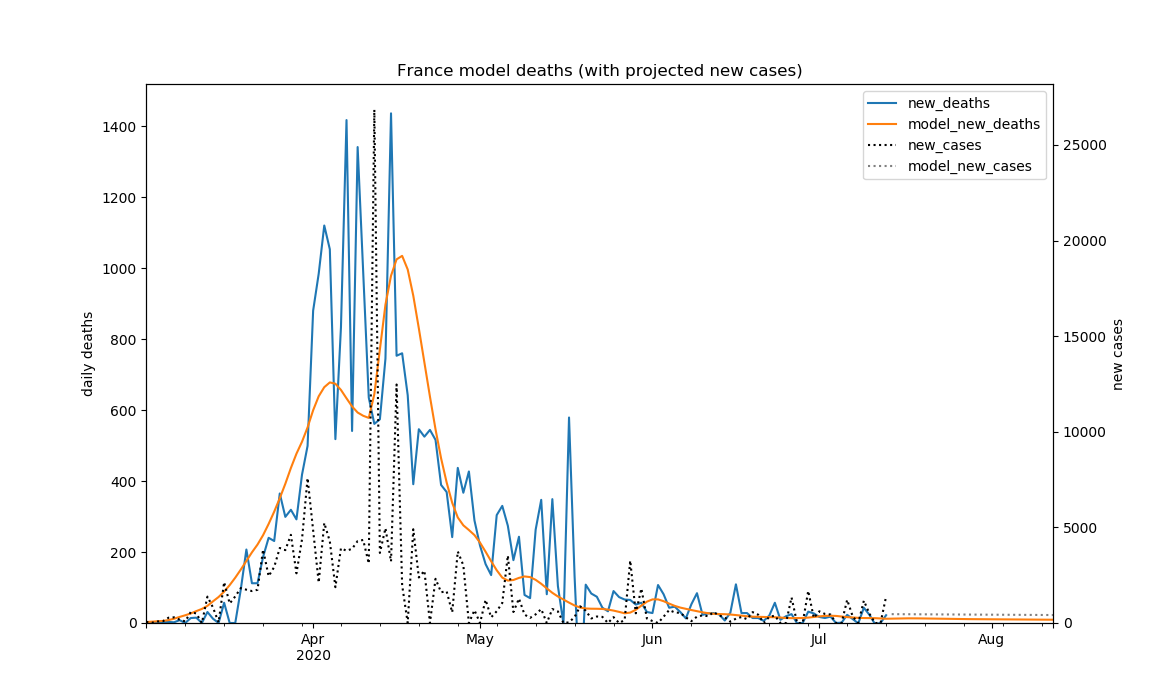 France model deaths (with projected new cases)
new_deaths
model_new_deaths
new_cases
model_new_cases
1400
1200
1000
800
600
400
200
0
daily deaths
25000
20000
15000
10000
5000
0
new cases
Apr
2020
May
Jun
Jul
Aug